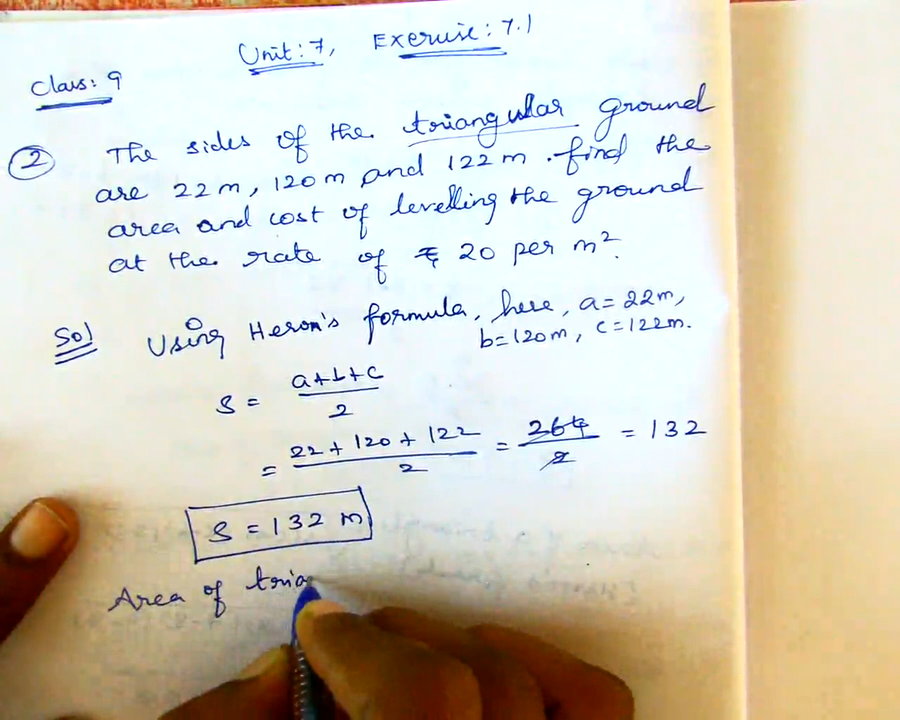 Unit: 7, Exercise: 7.1
Class: 9
2 The sides of the triangular ground
are 22 m, 120 m and 122 m. find the
area and cost of levelling the ground
at the rate of ₹ 20 per m².
Sol Using Heron's formula, here, a = 22m,
b = 120m, c = 122m.
S = a+b+c / 2
= 22 + 120 + 122 / 2 = 264 / 2 = 132
S = 132 m
Area of tria